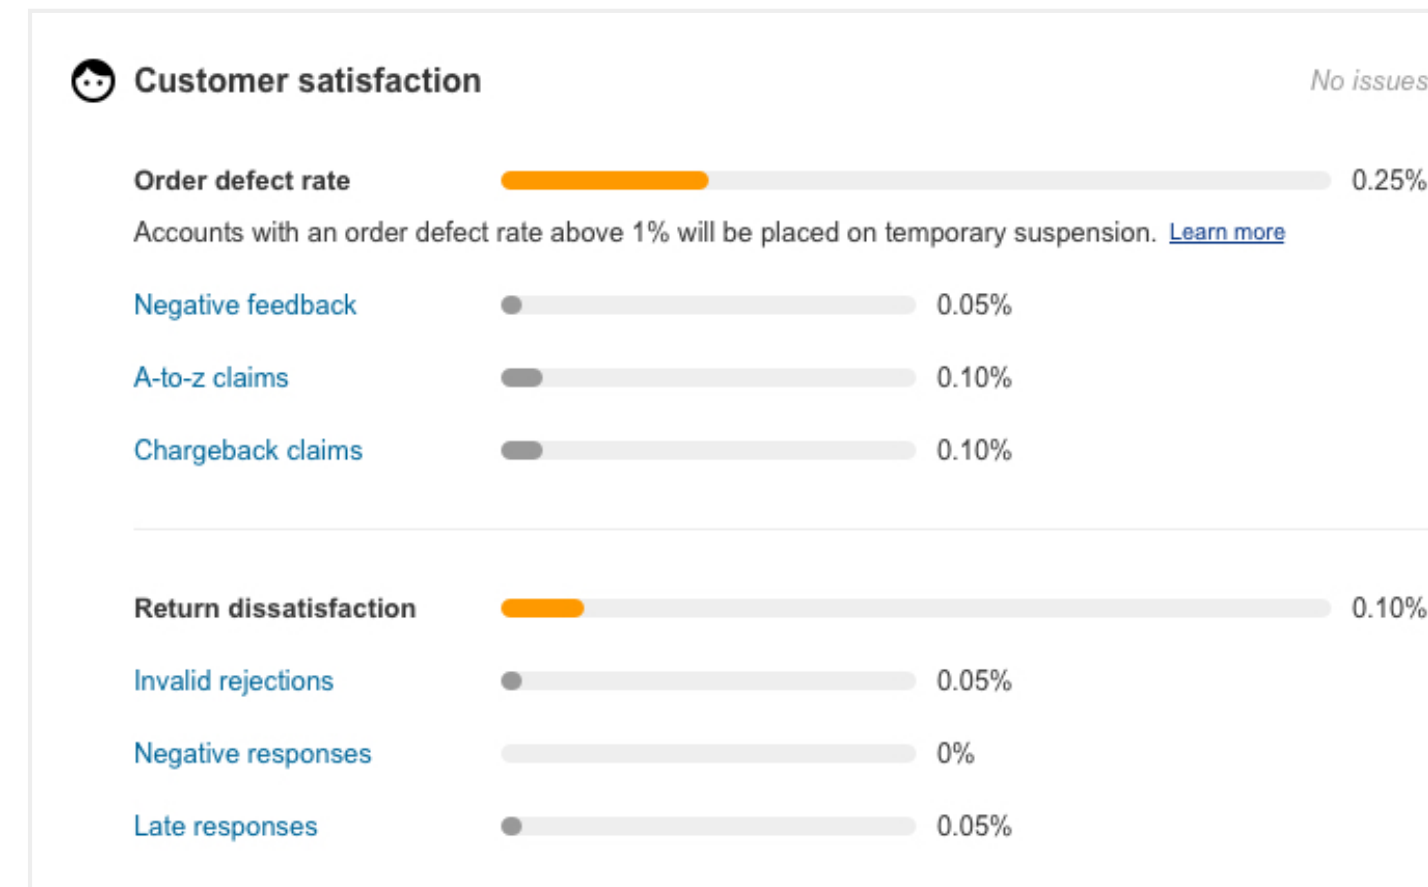 Customer satisfaction No issues
Order defect rate 0.25%
Accounts with an order defect rate above 1% will be placed on temporary suspension. Learn more
Negative feedback 0.05%
A-to-z claims 0.10%
Chargeback claims 0.10%
Return dissatisfaction 0.10%
Invalid rejections 0.05%
Negative responses 0%
Late responses 0.05%